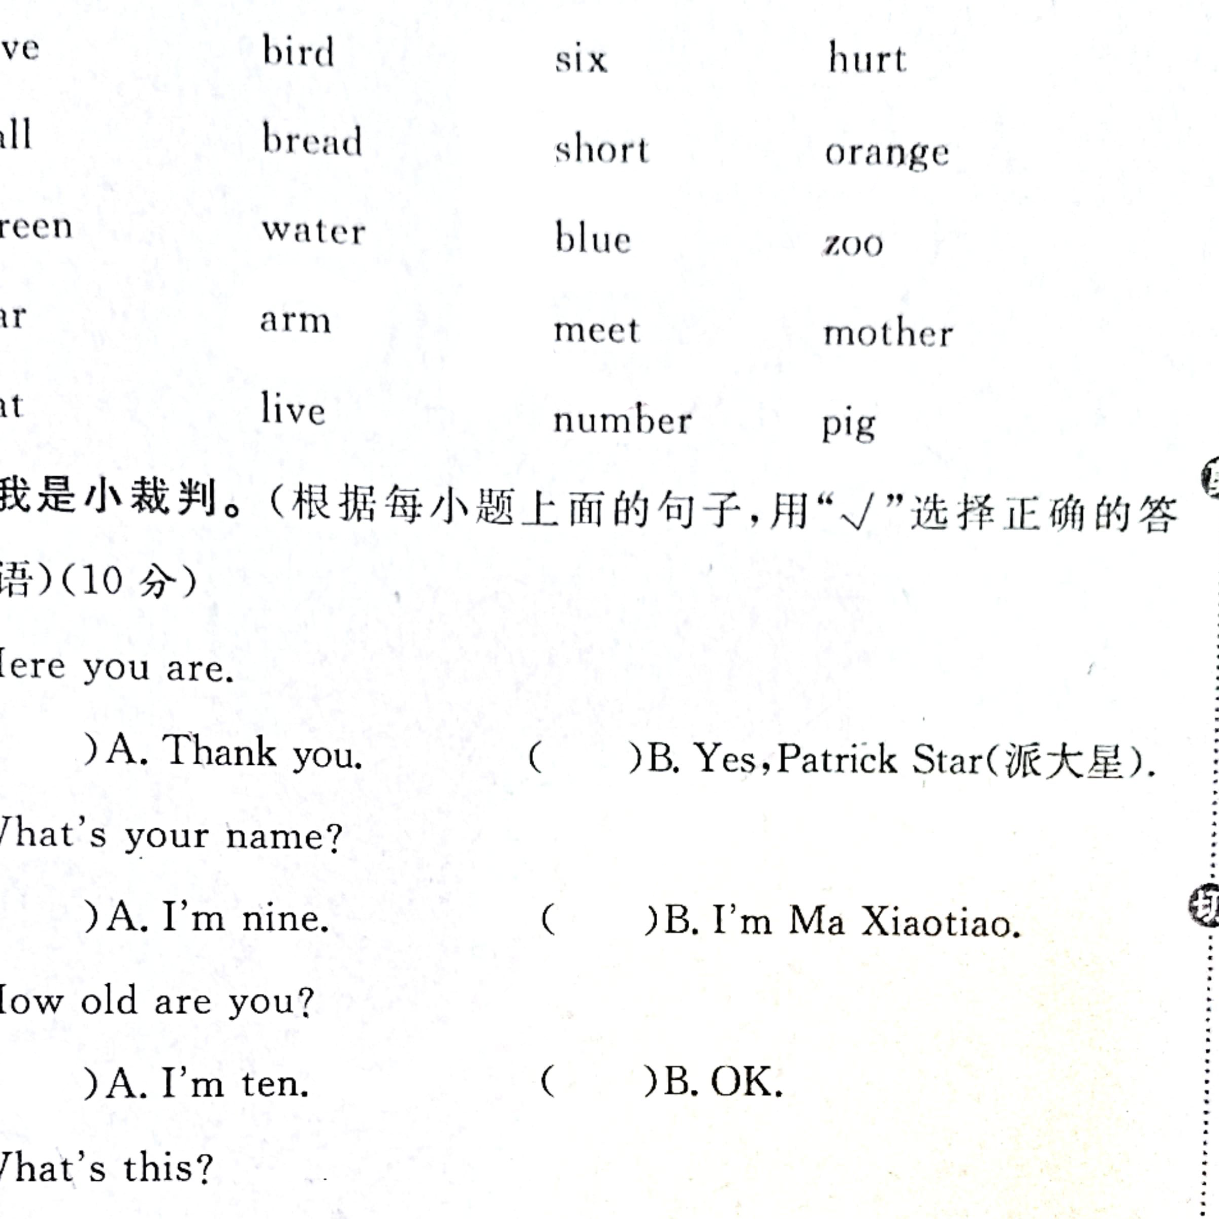 ve bird six hurt
all bread short orange
reen water blue zoo
ar arm meet mother
at live number pig
我是小裁判。(根据每小题上面的句子,用“√”选择正确的答
语)(10 分)
Here you are.
)A. Thank you. ( )B. Yes,Patrick Star(派大星).
What's your name?
)A. I'm nine. ( )B. I'm Ma Xiaotiao.
How old are you?
)A. I'm ten. ( )B. OK.
What's this?